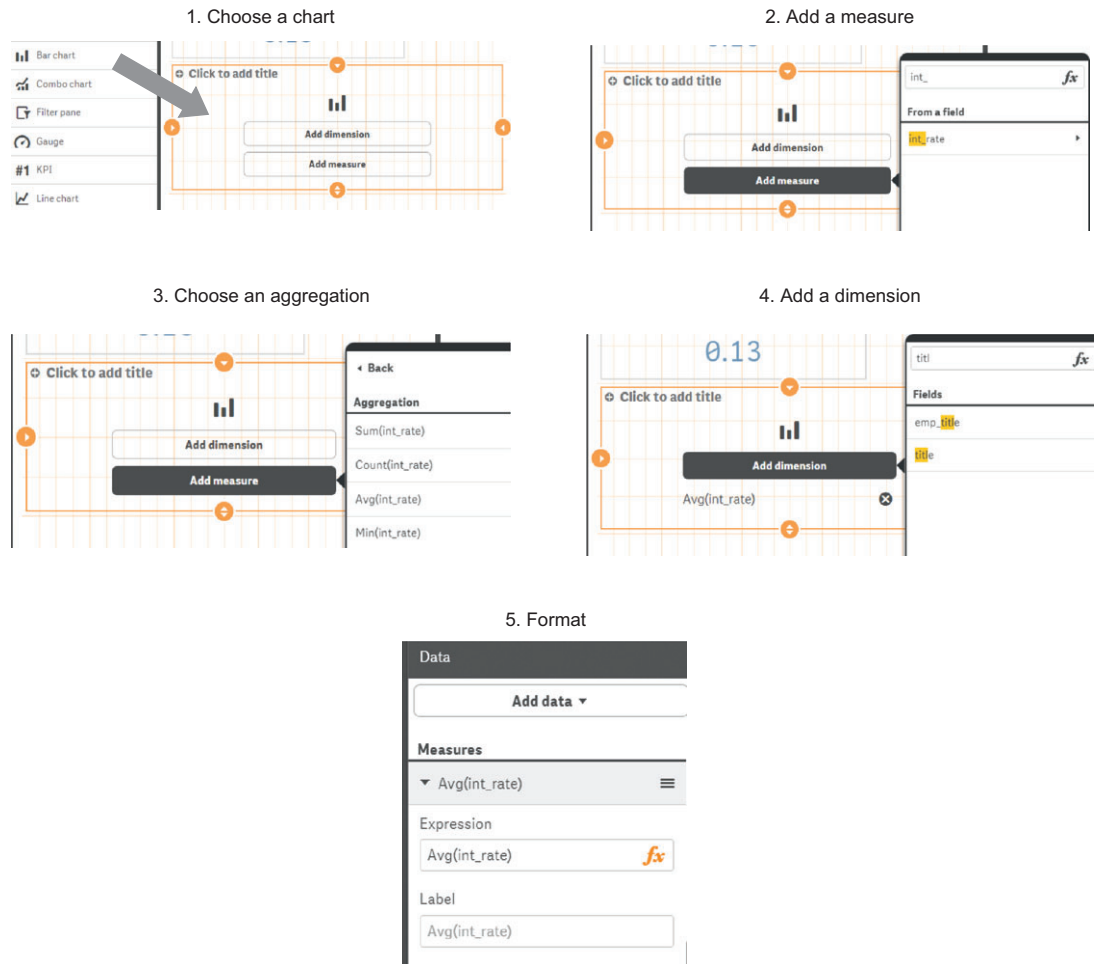 1. Choose a chart
Bar chart
Combo chart
Filter pane
Gauge
#1 KPI
Line chart
Click to add title
Add dimension
Add measure
2. Add a measure
Click to add title
Add dimension
Add measure
int_
fx
From a field
int_rate
3. Choose an aggregation
Click to add title
Add dimension
Add measure
Back
Aggregation
Sum(int_rate)
Count(int_rate)
Avg(int_rate)
Min(int_rate)
4. Add a dimension
0.13
Click to add title
Add dimension
Avg(int_rate)
titl
fx
Fields
emp_title
title
5. Format
Data
Add data
Measures
Avg(int_rate)
Expression
Avg(int_rate)
fx
Label
Avg(int_rate)